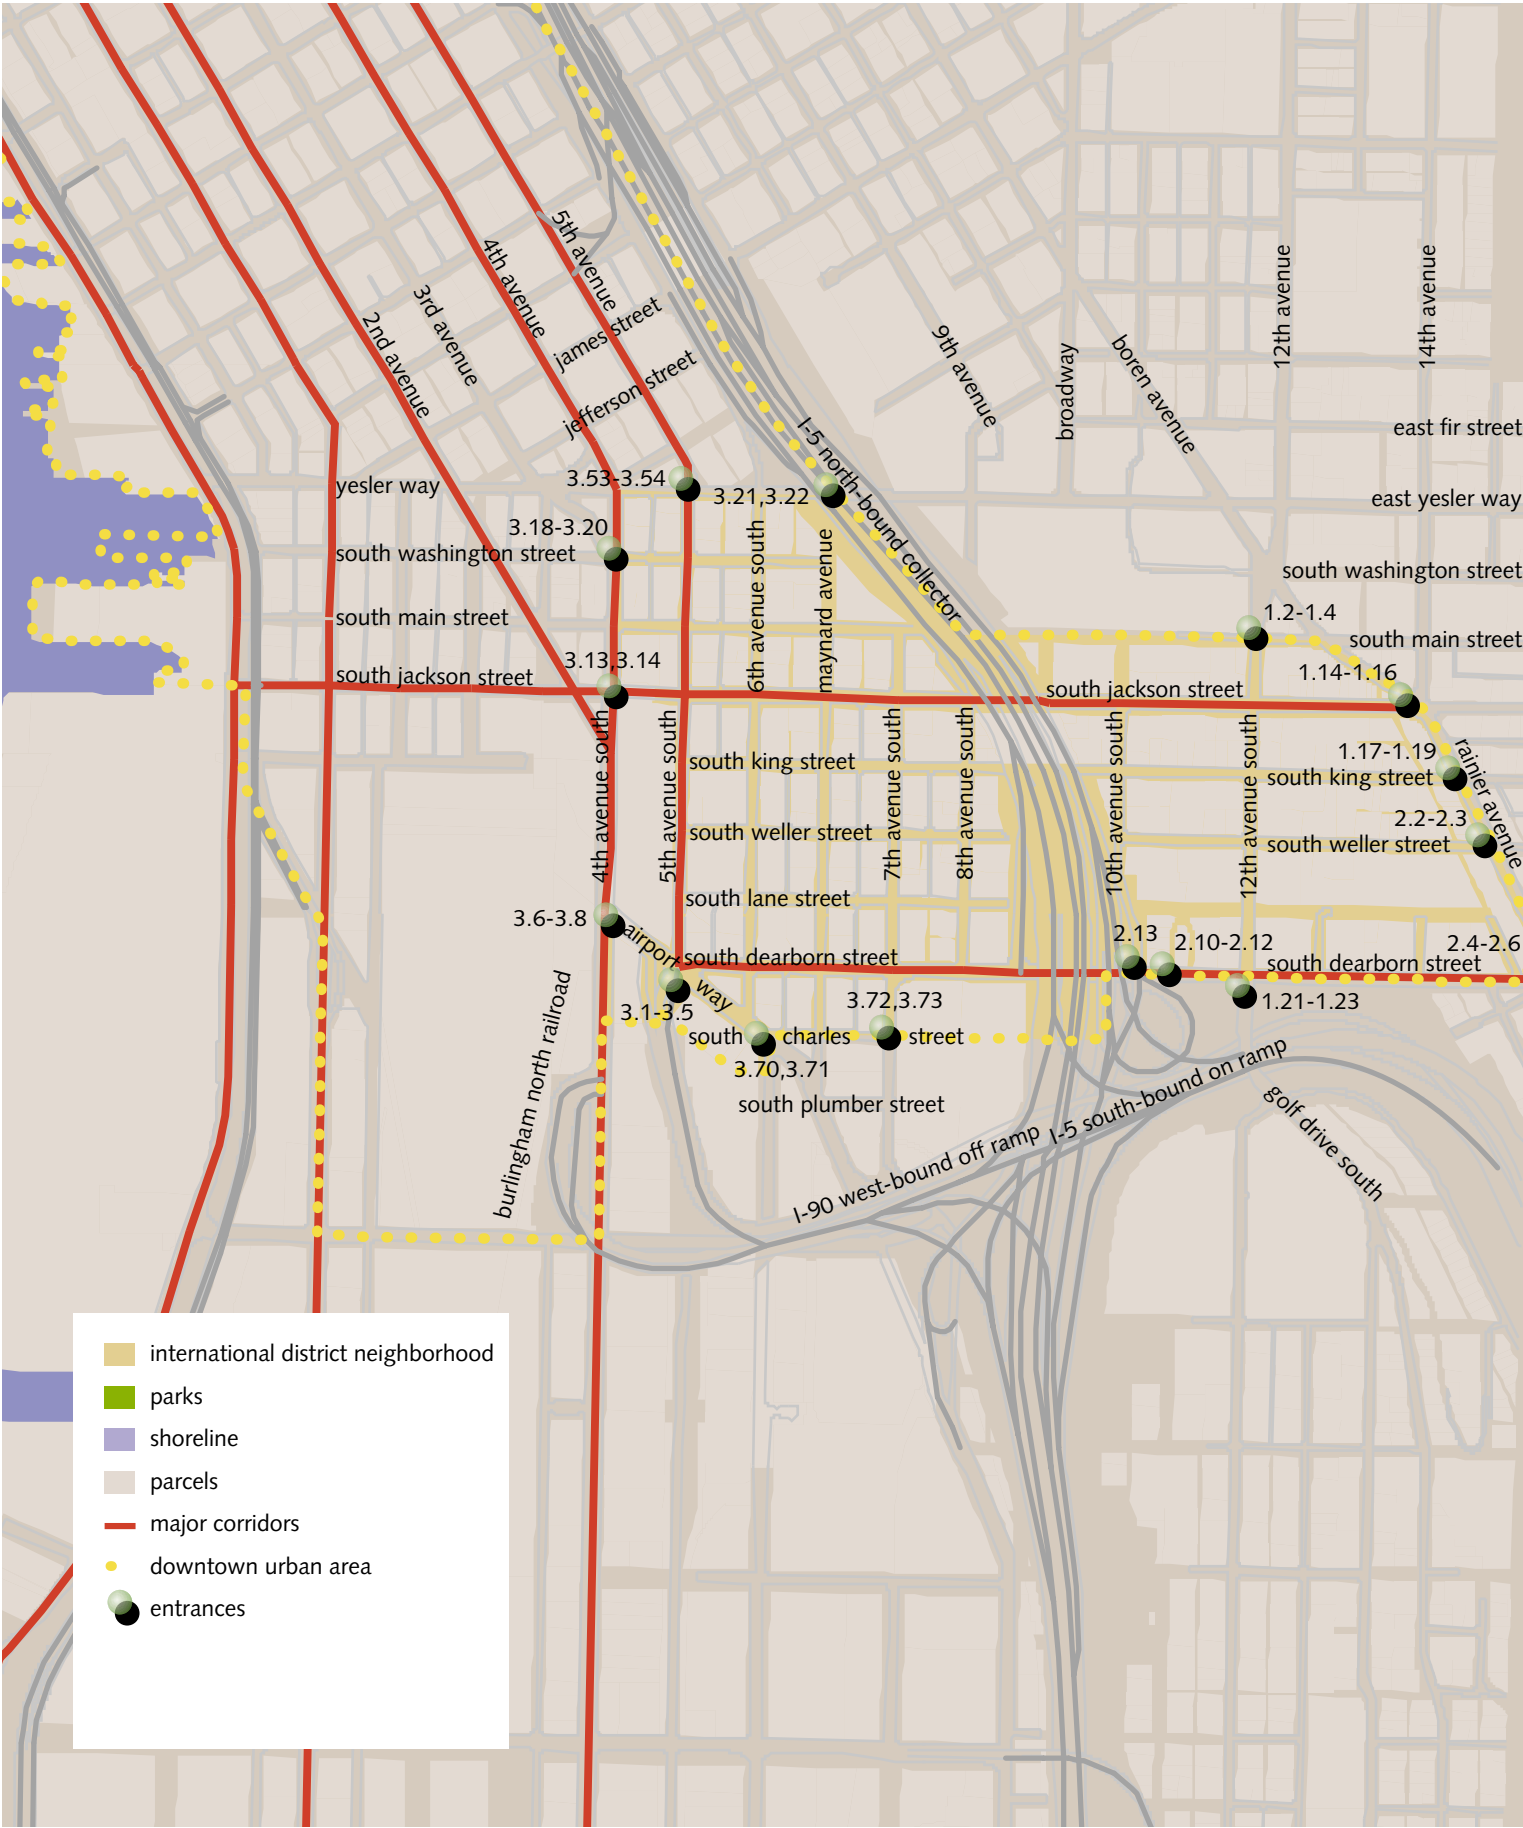 5th avenue
4th avenue
3rd avenue
2nd avenue
james street
jefferson street
12th avenue
14th avenue
9th avenue
broadway
boren avenue
east fir street
I-5 north-bound collector
3.53-3.54
3.21,3.22
yesler way
east yesler way
3.18-3.20
south washington street
6th avenue south
maynard avenue
south washington street
1.2-1.4
south main street
south main street
3.13,3.14
1.14-1.16
south jackson street
south jackson street
4th avenue south
5th avenue south
7th avenue south
8th avenue south
10th avenue south
12th avenue south
1.17-1.19
rainier avenue
south king street
south king street
2.2-2.3
south weller street
south weller street
south lane street
3.6-3.8
airport way
2.13
2.10-2.12
2.4-2.6
south dearborn street
south dearborn street
3.1-3.5
3.72,3.73
1.21-1.23
south charles street
3.70,3.71
south plumber street
burlingham north railroad
I-90 west-bound off ramp
I-5 south-bound on ramp
golf drive south
international district neighborhood
parks
shoreline
parcels
major corridors
downtown urban area
entrances